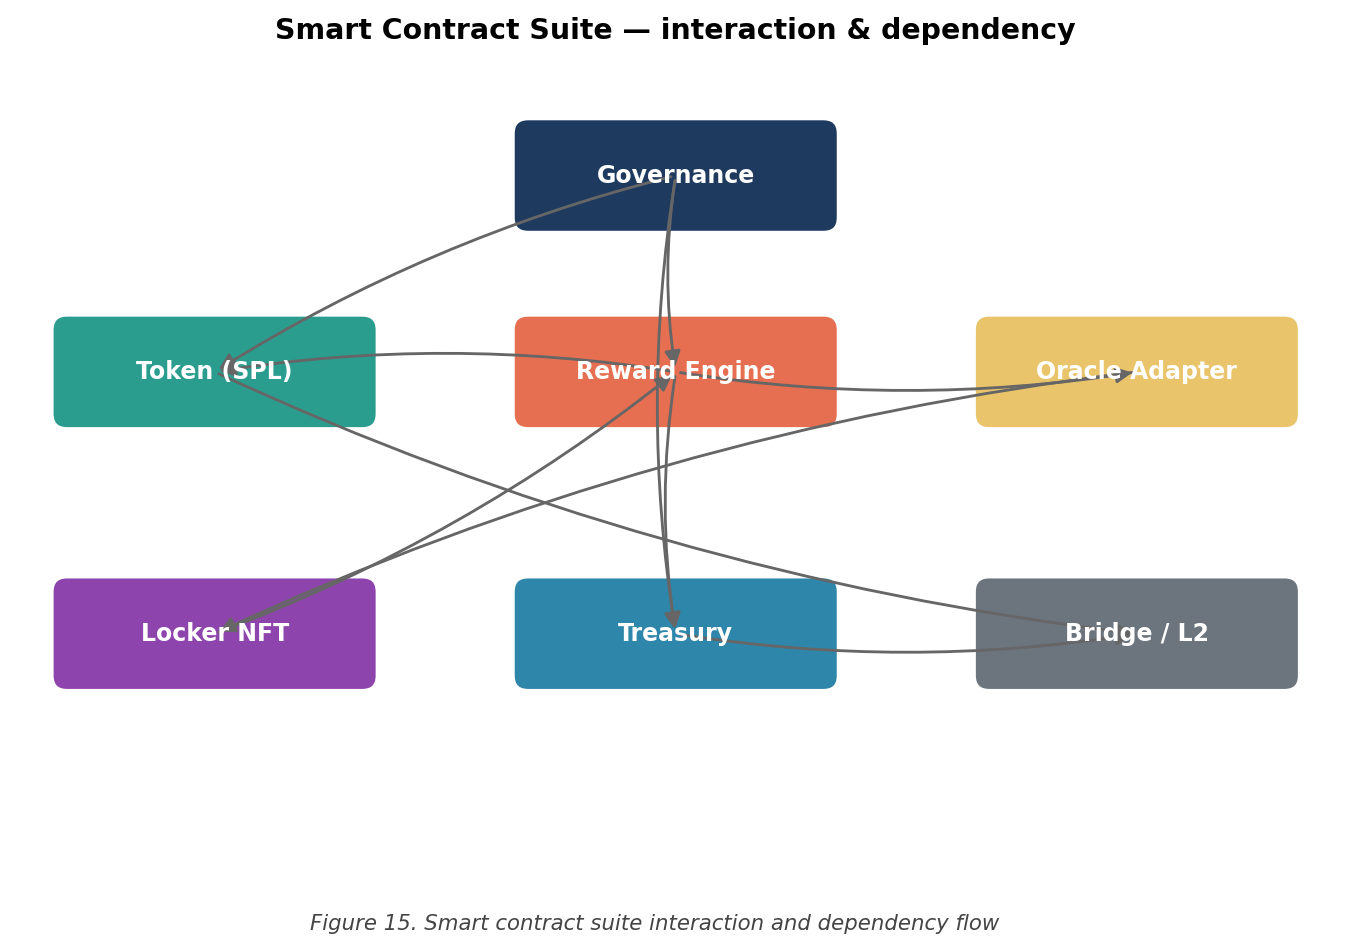 Smart Contract Suite — interaction & dependency
Governance
Token (SPL)
Reward Engine
Oracle Adapter
Locker NFT
Treasury
Bridge / L2
Figure 15. Smart contract suite interaction and dependency flow